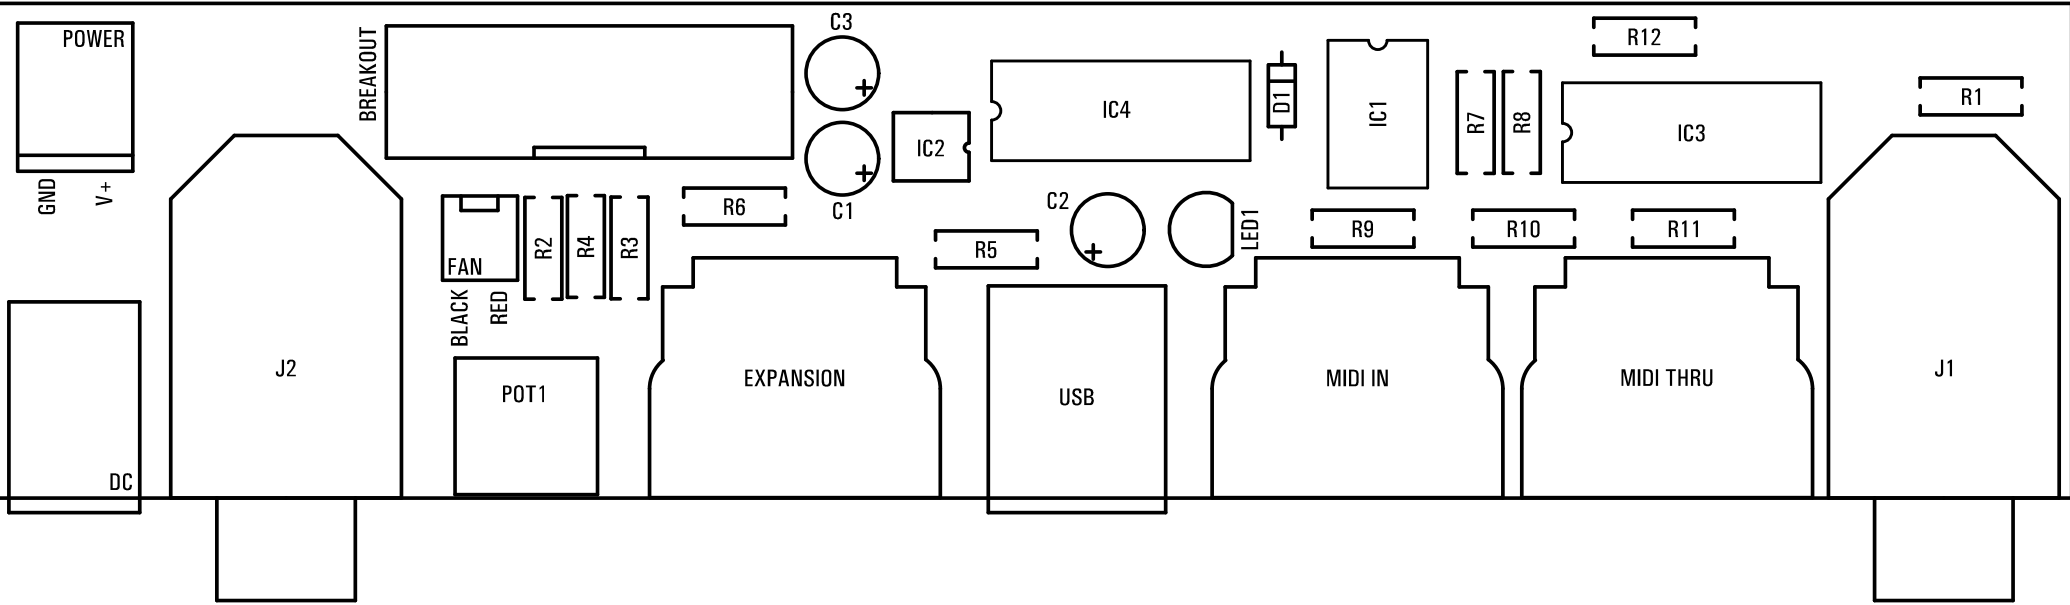 POWER
GND
V+
BREAKOUT
C3
+
C1
+
IC2
IC4
D1
IC1
R7
R8
R12
IC3
R1
FAN
BLACK
RED
R2
R4
R3
R6
R5
C2
+
LED1
R9
R10
R11
DC
J2
POT1
EXPANSION
USB
MIDI IN
MIDI THRU
J1